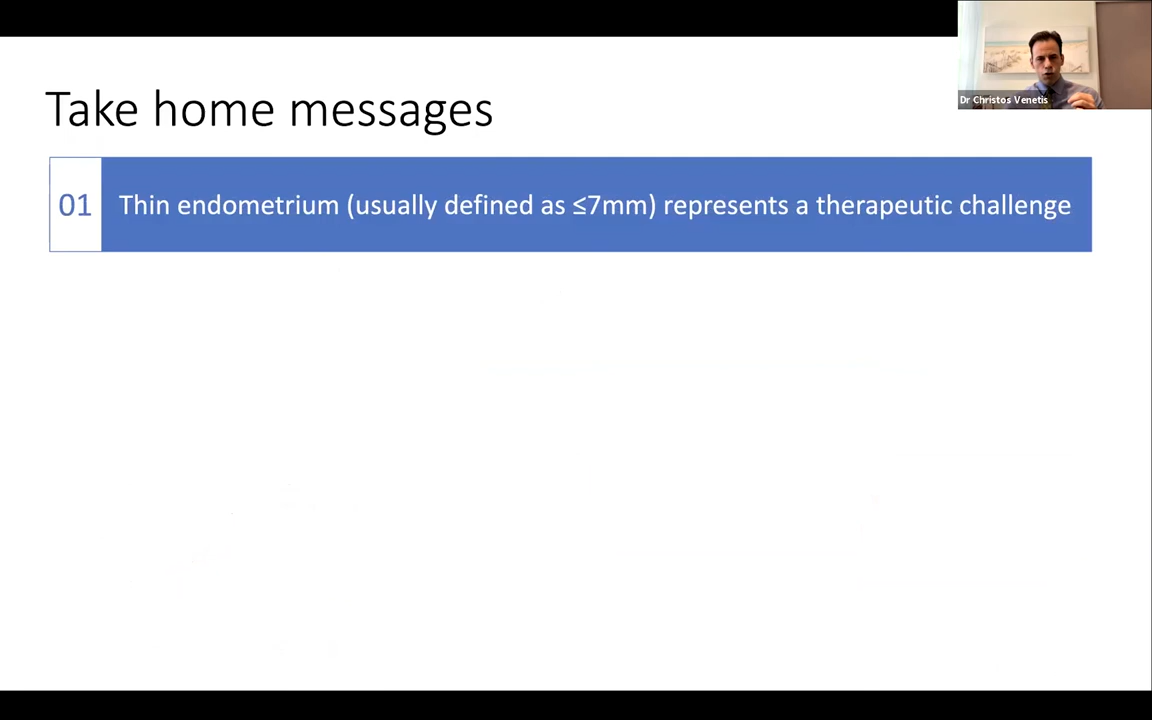 Dr Christos Venetis
Take home messages
01 Thin endometrium (usually defined as ≤7mm) represents a therapeutic challenge